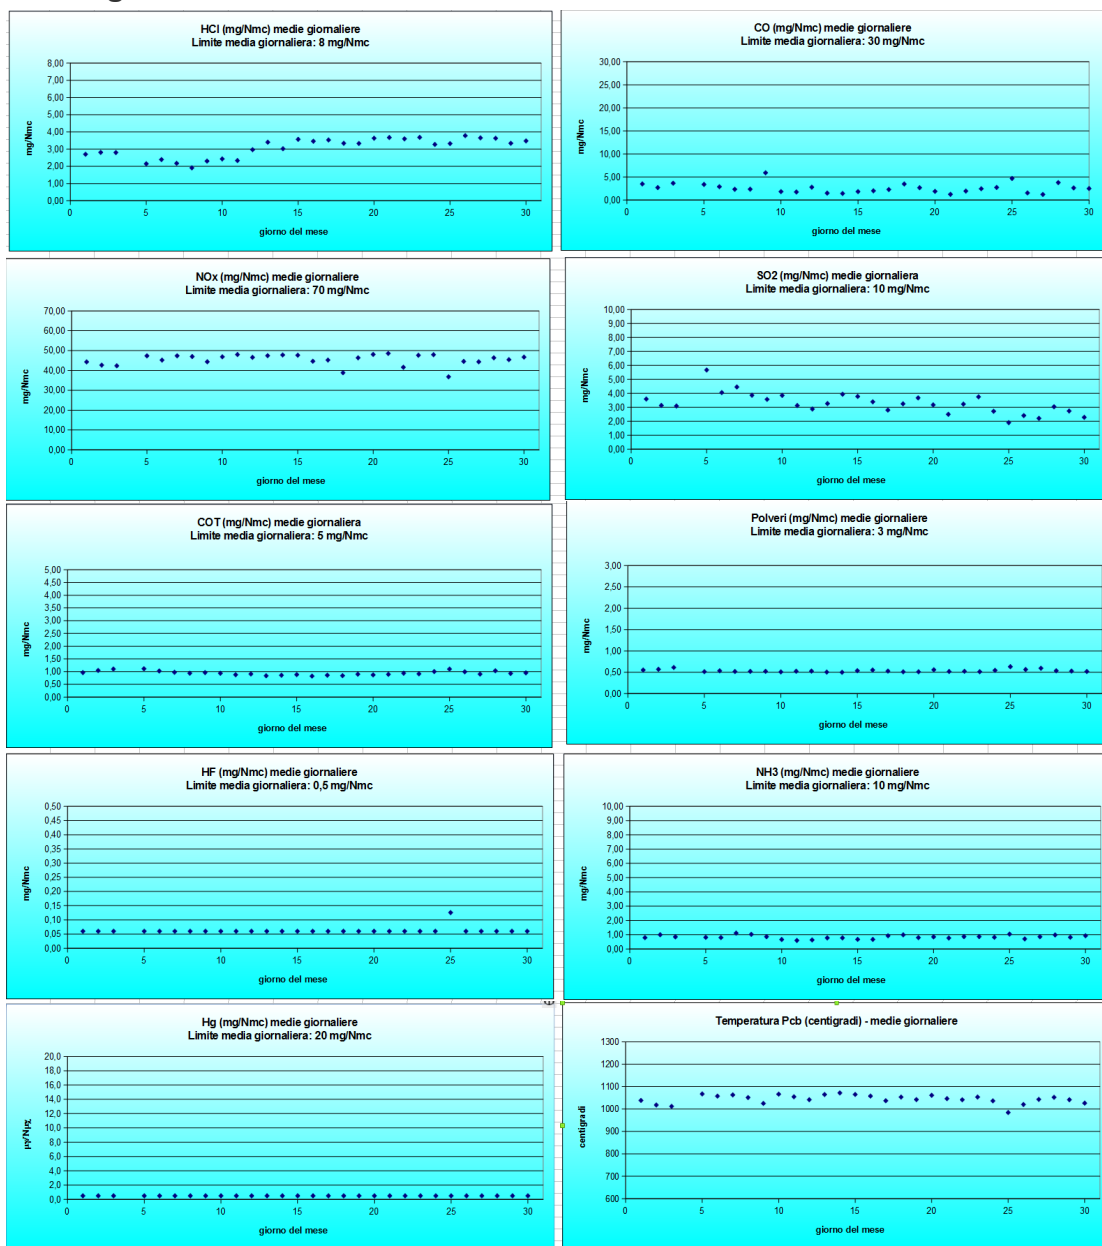 HCl (mg/Nmc) medie giornaliere
Limite media giornaliera: 8 mg/Nmc
8,00
7,00
6,00
5,00
4,00
3,00
2,00
1,00
0,00
mg/Nmc
0 5 10 15 20 25 30
giorno del mese
CO (mg/Nmc) medie giornaliere
Limite media giornaliera: 30 mg/Nmc
30,00
25,00
20,00
15,00
10,00
5,00
0,00
mg/Nmc
0 5 10 15 20 25 30
giorno del mese
NOx (mg/Nmc) medie giornaliere
Limite media giornaliera: 70 mg/Nmc
70,00
60,00
50,00
40,00
30,00
20,00
10,00
0,00
mg/Nmc
0 5 10 15 20 25 30
giorno del mese
SO2 (mg/Nmc) medie giornaliera
Limite media giornaliera: 10 mg/Nmc
10,00
9,00
8,00
7,00
6,00
5,00
4,00
3,00
2,00
1,00
0,00
mg/Nmc
0 5 10 15 20 25 30
giorno del mese
COT (mg/Nmc) medie giornaliera
Limite media giornaliera: 5 mg/Nmc
5,00
4,50
4,00
3,50
3,00
2,50
2,00
1,50
1,00
0,50
0,00
mg/Nmc
0 5 10 15 20 25 30
giorno del mese
Polveri (mg/Nmc) medie giornaliere
Limite media giornaliera: 3 mg/Nmc
3,00
2,50
2,00
1,50
1,00
0,50
0,00
mg/Nmc
0 5 10 15 20 25 30
giorno del mese
HF (mg/Nmc) medie giornaliere
Limite media giornaliera: 0,5 mg/Nmc
0,50
0,45
0,40
0,35
0,30
0,25
0,20
0,15
0,10
0,05
0,00
mg/Nmc
0 5 10 15 20 25 30
giorno del mese
NH3 (mg/Nmc) medie giornaliere
Limite media giornaliera: 10 mg/Nmc
10,00
9,00
8,00
7,00
6,00
5,00
4,00
3,00
2,00
1,00
0,00
mg/Nmc
0 5 10 15 20 25 30
giorno del mese
Hg (mg/Nmc) medie giornaliere
Limite media giornaliera: 20 mg/Nmc
20,0
18,0
16,0
14,0
12,0
10,0
8,0
6,0
4,0
2,0
0,0
μγ/Νμχ
0 5 10 15 20 25 30
giorno del mese
Temperatura Pcb (centigradi) - medie giornaliere
1300
1200
1100
1000
900
800
700
600
centigradi
0 5 10 15 20 25 30
giorno del mese